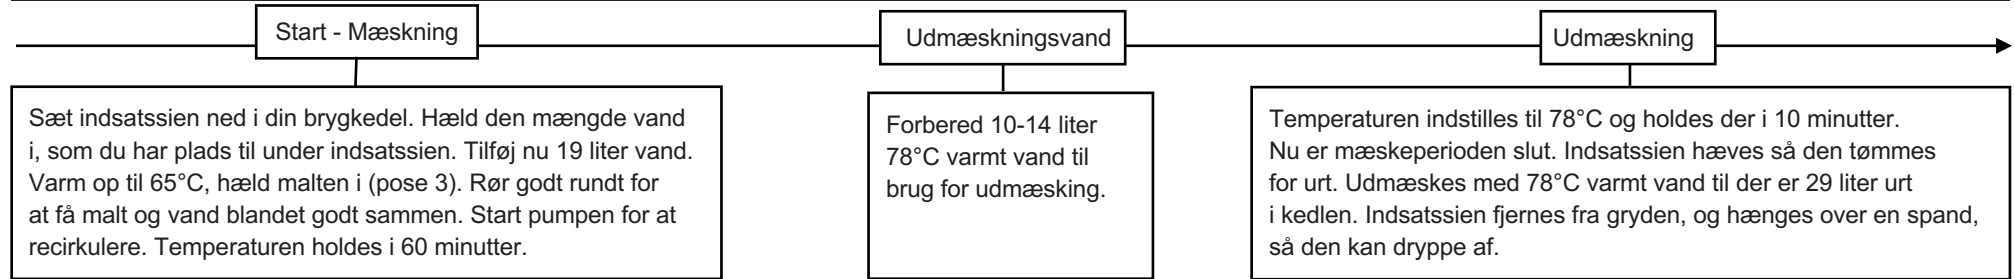 Start - Mæskning
Udmæskningsvand
Udmæskning
Sæt indsatssien ned i din brygkedel. Hæld den mængde vand
i, som du har plads til under indsatssien. Tilføj nu 19 liter vand.
Varm op til 65°C, hæld malten i (pose 3). Rør godt rundt for
at få malt og vand blandet godt sammen. Start pumpen for at
recirkulere. Temperaturen holdes i 60 minutter.
Forbered 10-14 liter
78°C varmt vand til
brug for udmæsking.
Temperaturen indstilles til 78°C og holdes der i 10 minutter.
Nu er mæskeperioden slut. Indsatssien hæves så den tømmes
for urt. Udmæskes med 78°C varmt vand til der er 29 liter urt
i kedlen. Indsatssien fjernes fra gryden, og hænges over en spand,
så den kan dryppe af.